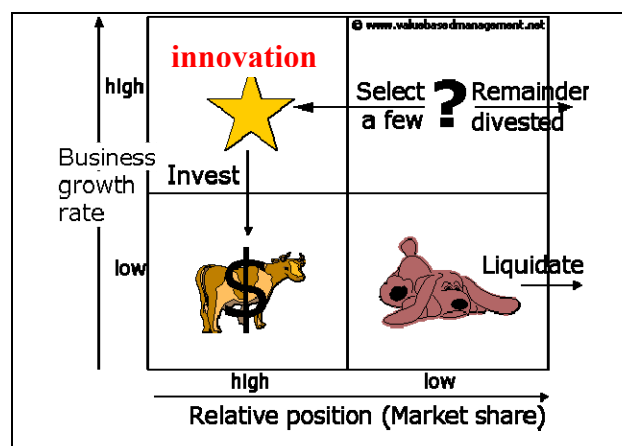 © www.valuebasedmanagement.net
innovation
high
Select
a few
?
Remainder
divested
Business
growth
rate
Invest
low
$
Liquidate
high
low
Relative position (Market share)